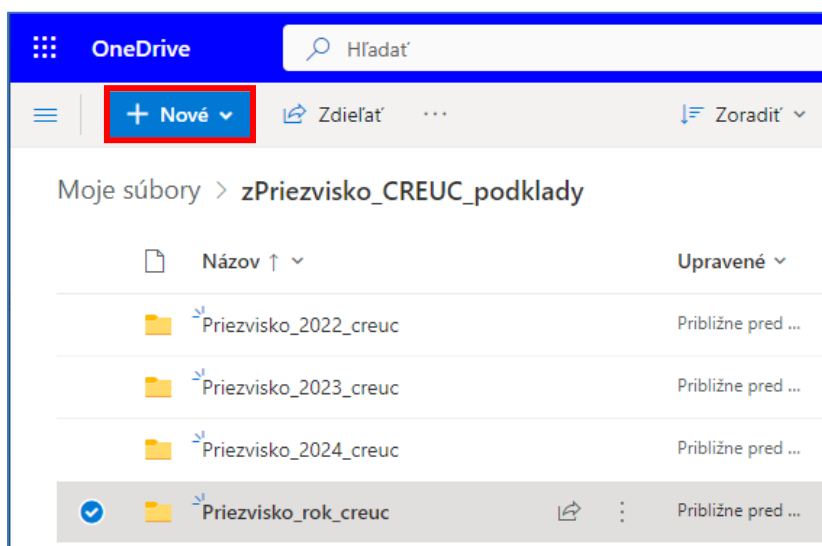 OneDrive Hľadať
+ Nové Zdieľať ··· Zoradiť
Moje súbory > zPriezvisko_CREUC_podklady
Názov ↑ Upravené
Priezvisko_2022_creuc Približne pred ...
Priezvisko_2023_creuc Približne pred ...
Priezvisko_2024_creuc Približne pred ...
Priezvisko_rok_creuc Približne pred ...